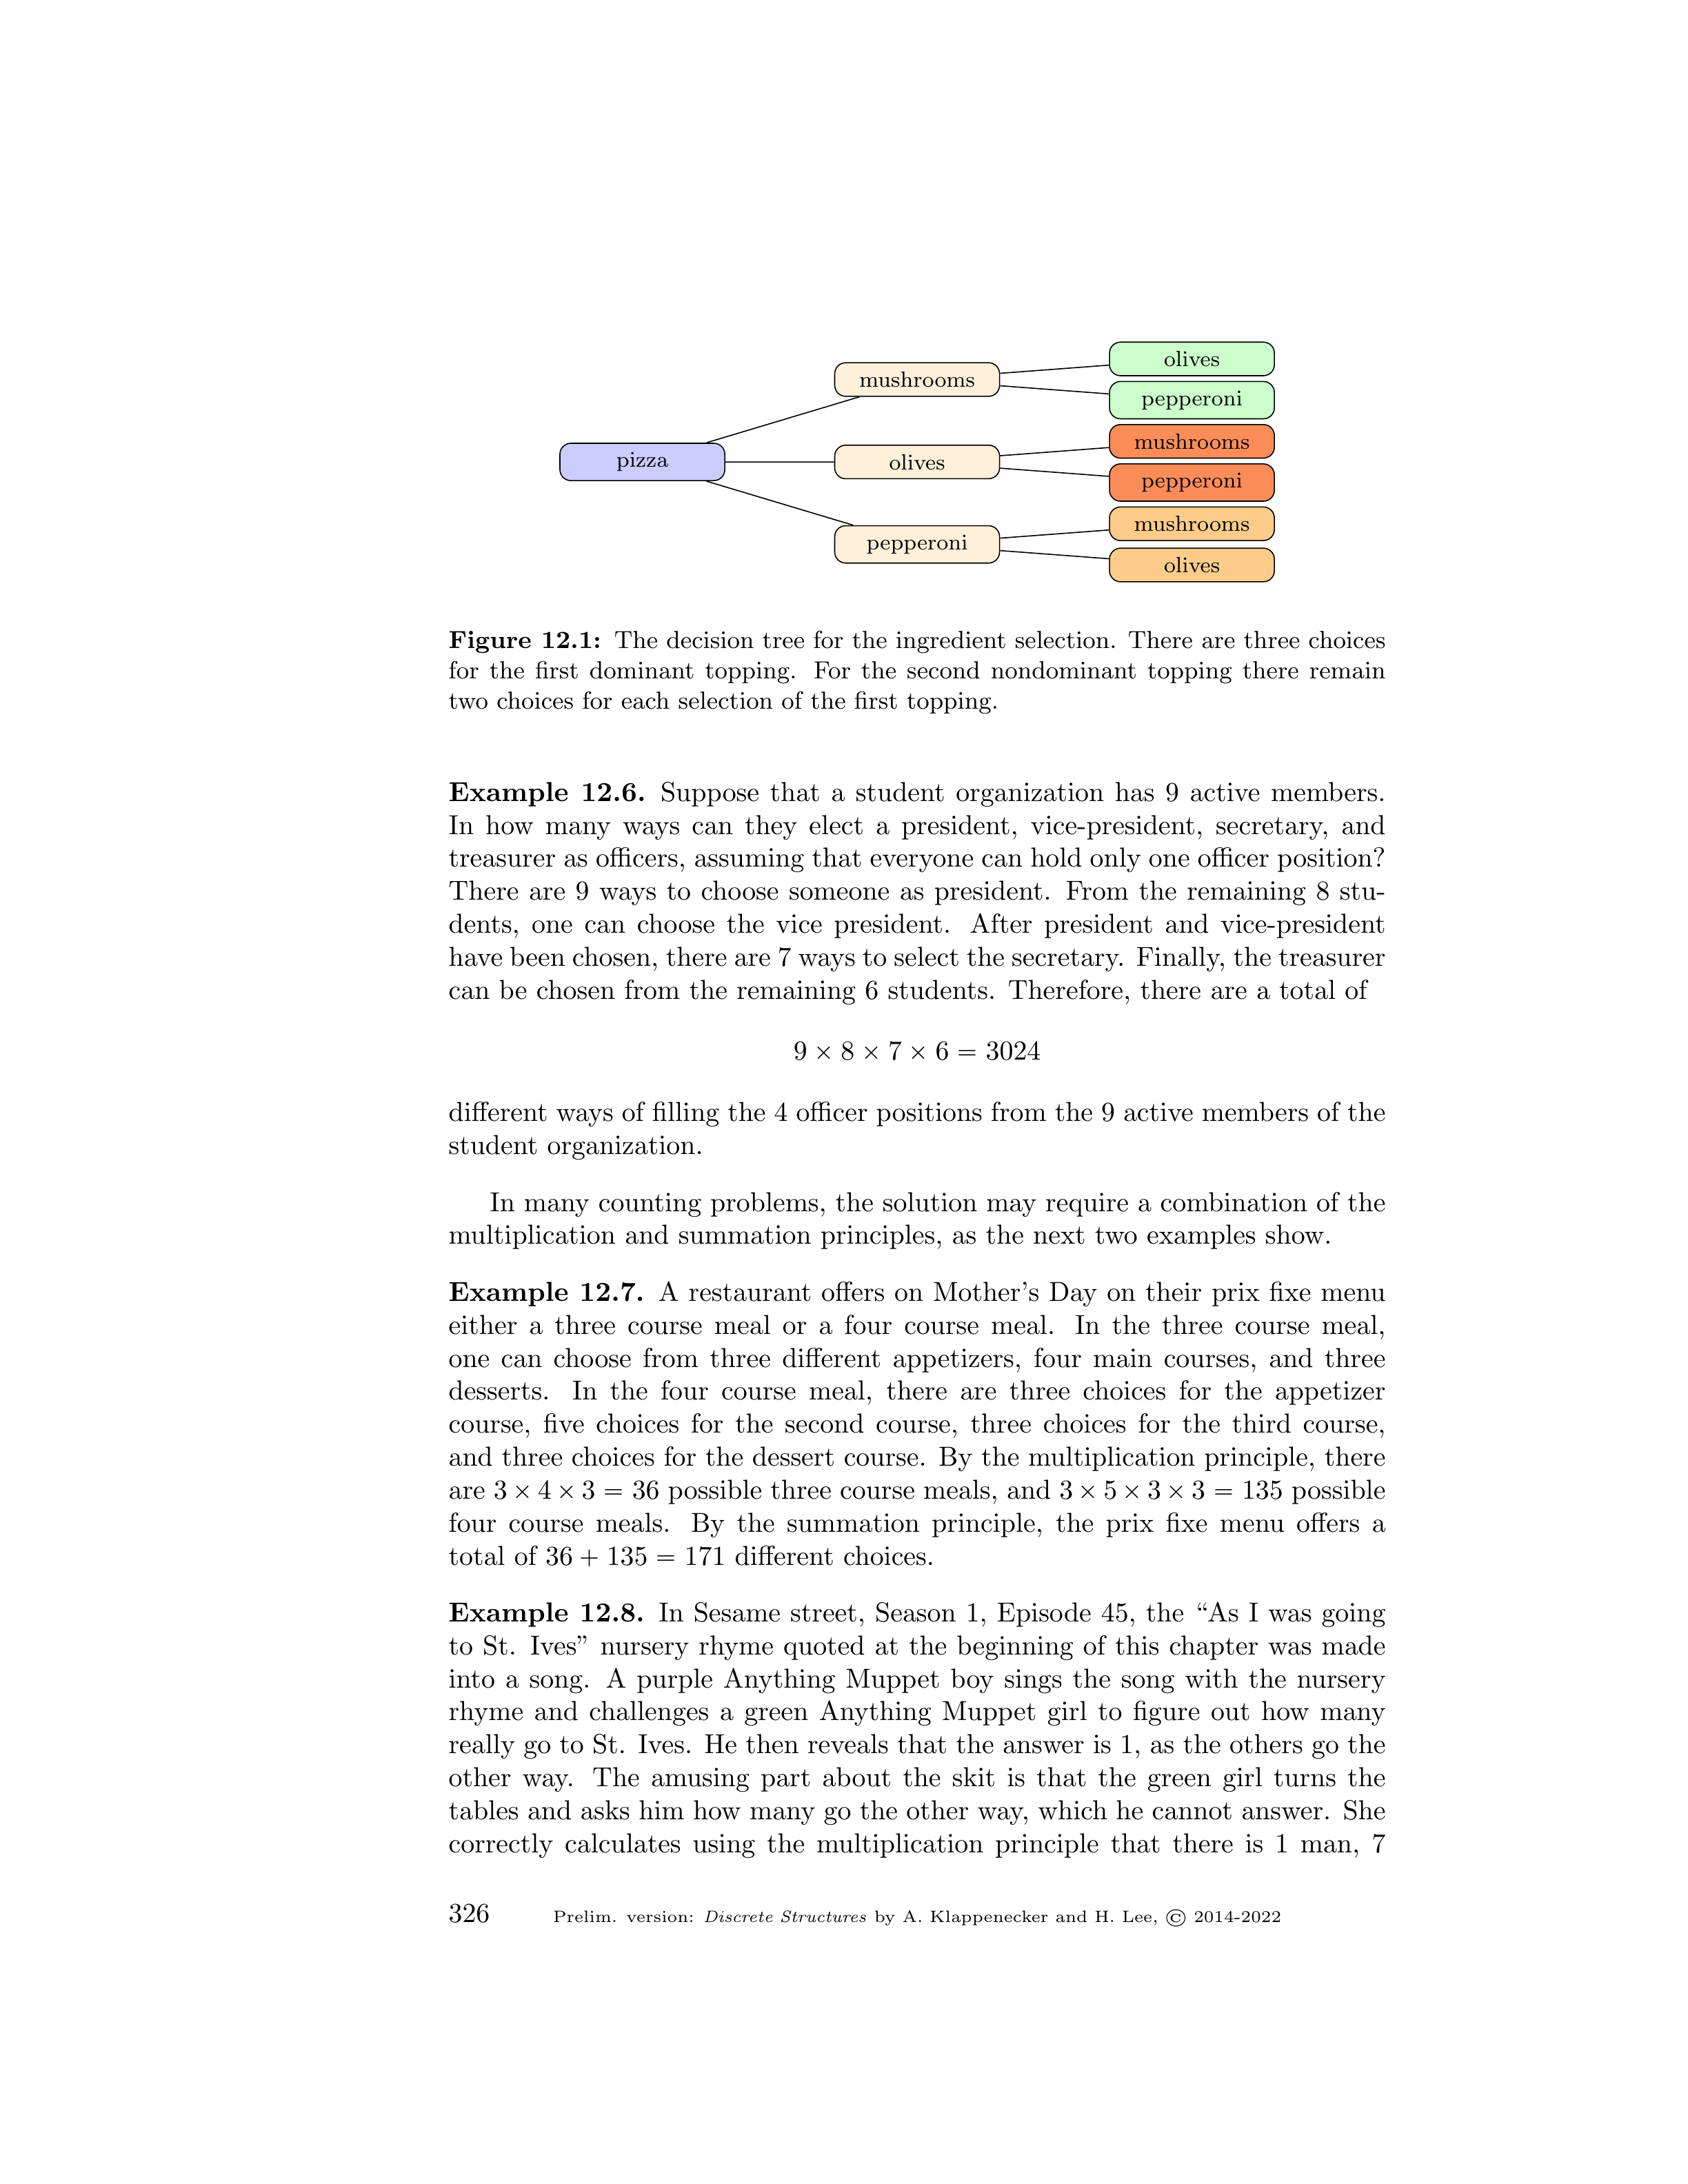 olives
mushrooms
pepperoni
mushrooms
pizza
olives
pepperoni
mushrooms
pepperoni
olives
Figure 12.1: The decision tree for the ingredient selection. There are three choices
for the first dominant topping. For the second nondominant topping there remain
two choices for each selection of the first topping.
Example 12.6. Suppose that a student organization has 9 active members.
In how many ways can they elect a president, vice-president, secretary, and
treasurer as officers, assuming that everyone can hold only one officer position?
There are 9 ways to choose someone as president. From the remaining 8 stu-
dents, one can choose the vice president. After president and vice-president
have been chosen, there are 7 ways to select the secretary. Finally, the treasurer
can be chosen from the remaining 6 students. Therefore, there are a total of
9 × 8 × 7 × 6 = 3024
different ways of filling the 4 officer positions from the 9 active members of the
student organization.
In many counting problems, the solution may require a combination of the
multiplication and summation principles, as the next two examples show.
Example 12.7. A restaurant offers on Mother's Day on their prix fixe menu
either a three course meal or a four course meal. In the three course meal,
one can choose from three different appetizers, four main courses, and three
desserts. In the four course meal, there are three choices for the appetizer
course, five choices for the second course, three choices for the third course,
and three choices for the dessert course. By the multiplication principle, there
are 3 × 4 × 3 = 36 possible three course meals, and 3 × 5 × 3 × 3 = 135 possible
four course meals. By the summation principle, the prix fixe menu offers a
total of 36 + 135 = 171 different choices.
Example 12.8. In Sesame street, Season 1, Episode 45, the “As I was going
to St. Ives” nursery rhyme quoted at the beginning of this chapter was made
into a song. A purple Anything Muppet boy sings the song with the nursery
rhyme and challenges a green Anything Muppet girl to figure out how many
really go to St. Ives. He then reveals that the answer is 1, as the others go the
other way. The amusing part about the skit is that the green girl turns the
tables and asks him how many go the other way, which he cannot answer. She
correctly calculates using the multiplication principle that there is 1 man, 7
326 Prelim. version: Discrete Structures by A. Klappenecker and H. Lee, © 2014-2022